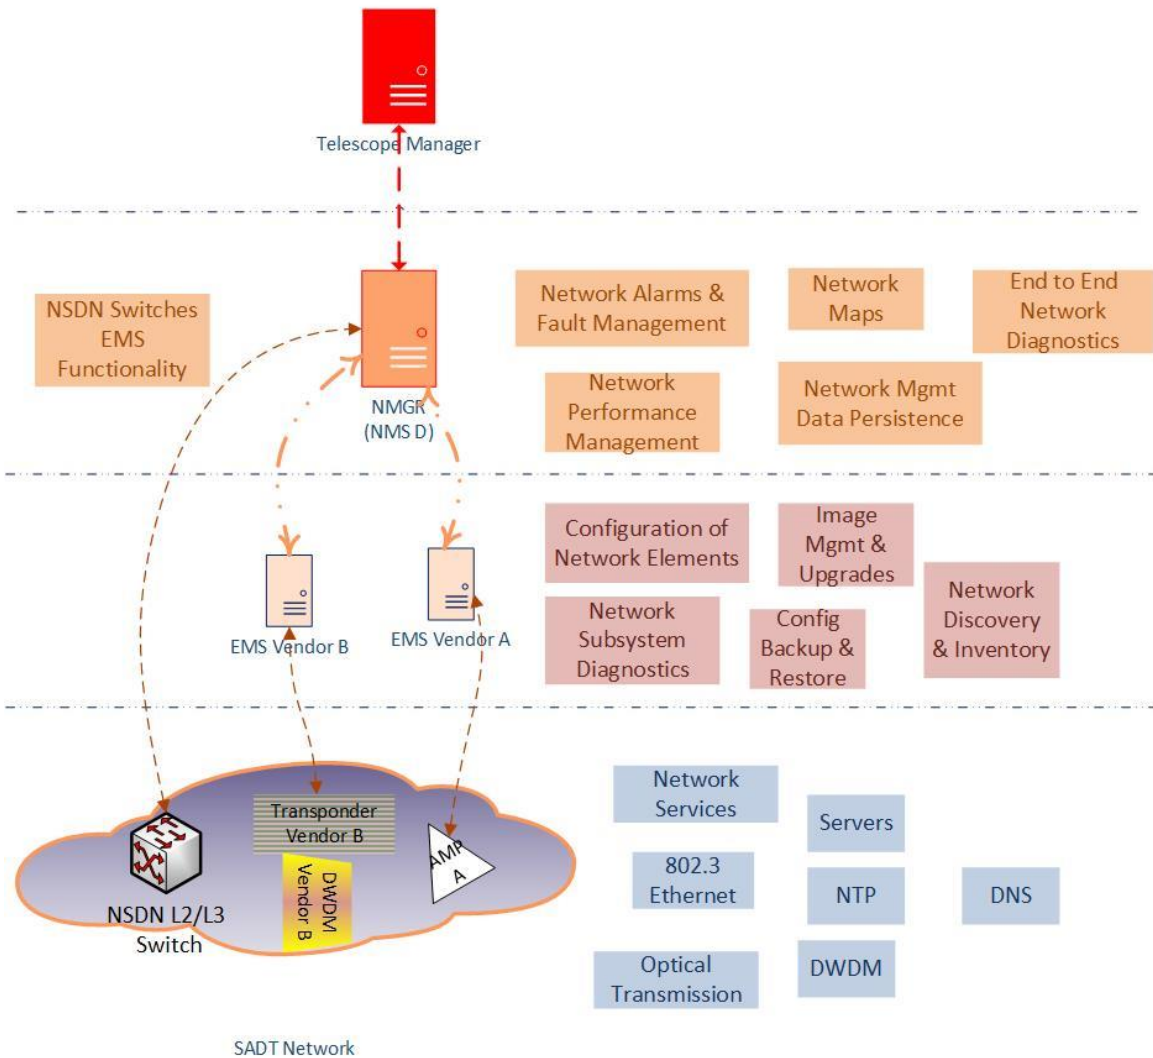 Telescope Manager
NSDN Switches
EMS
Functionality
NMGR
(NMS D)
Network Alarms &
Fault Management
Network
Maps
End to End
Network
Diagnostics
Network
Performance
Management
Network Mgmt
Data Persistence
EMS Vendor B
EMS Vendor A
Configuration of
Network Elements
Image
Mgmt &
Upgrades
Network
Subsystem
Diagnostics
Config
Backup &
Restore
Network
Discovery
& Inventory
NSDN L2/L3
Switch
Transponder
Vendor B
DWDM
Vendor B
AMP
A
Network
Services
Servers
802.3
Ethernet
NTP
DNS
Optical
Transmission
DWDM
SADT Network